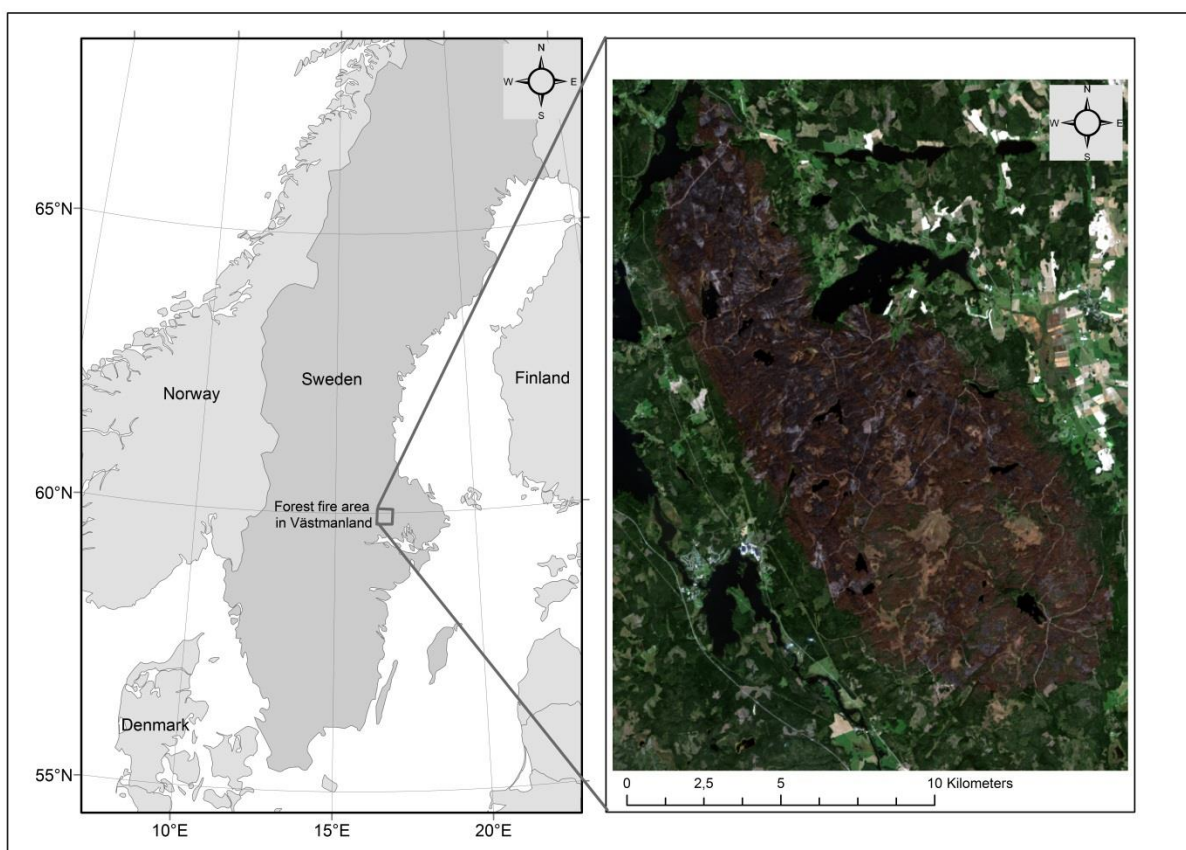 N
W E
S
65°N
60°N
55°N
10°E 15°E 20°E
Norway
Sweden
Finland
Forest fire area
in Västmanland
Denmark
N
W E
S
0 2,5 5 10 Kilometers